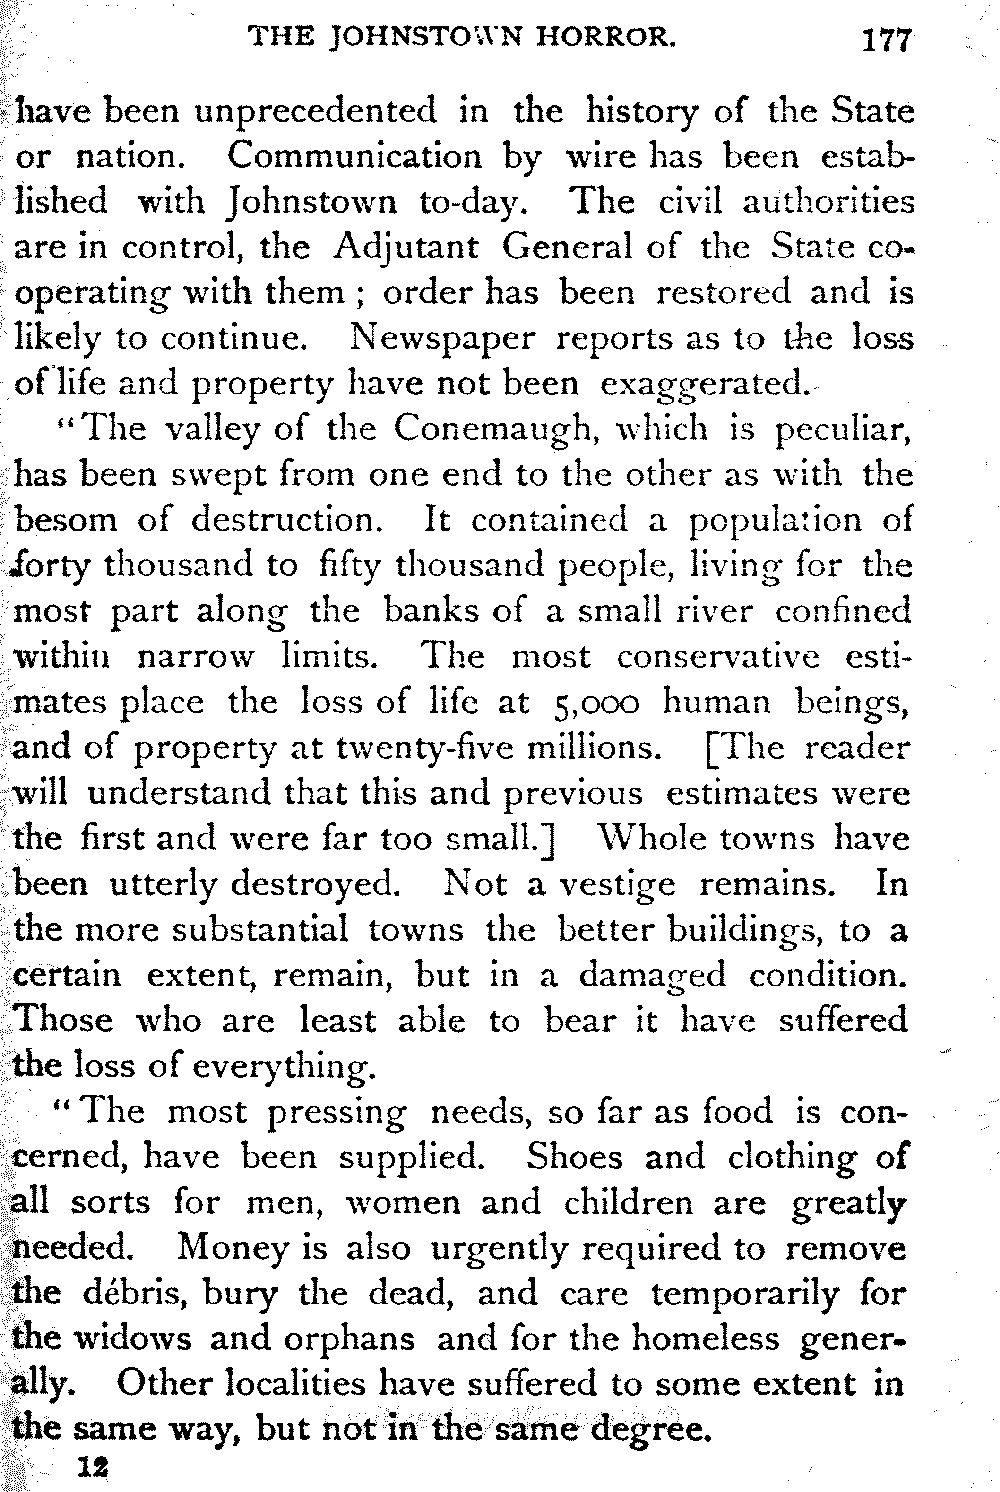 THE JOHNSTOWN HORROR. 177
have been unprecedented in the history of the State
or nation. Communication by wire has been estab-
lished with Johnstown to-day. The civil authorities
are in control, the Adjutant General of the State co-
operating with them ; order has been restored and is
likely to continue. Newspaper reports as to the loss
of life and property have not been exaggerated.
"The valley of the Conemaugh, which is peculiar,
has been swept from one end to the other as with the
besom of destruction. It contained a population of
forty thousand to fifty thousand people, living for the
most part along the banks of a small river confined
within narrow limits. The most conservative esti-
mates place the loss of life at 5,000 human beings,
and of property at twenty-five millions. [The reader
will understand that this and previous estimates were
the first and were far too small.] Whole towns have
been utterly destroyed. Not a vestige remains. In
the more substantial towns the better buildings, to a
certain extent, remain, but in a damaged condition.
Those who are least able to bear it have suffered
the loss of everything.
"The most pressing needs, so far as food is con-
cerned, have been supplied. Shoes and clothing of
all sorts for men, women and children are greatly
needed. Money is also urgently required to remove
the débris, bury the dead, and care temporarily for
the widows and orphans and for the homeless gener-
ally. Other localities have suffered to some extent in
the same way, but not in the same degree.
12